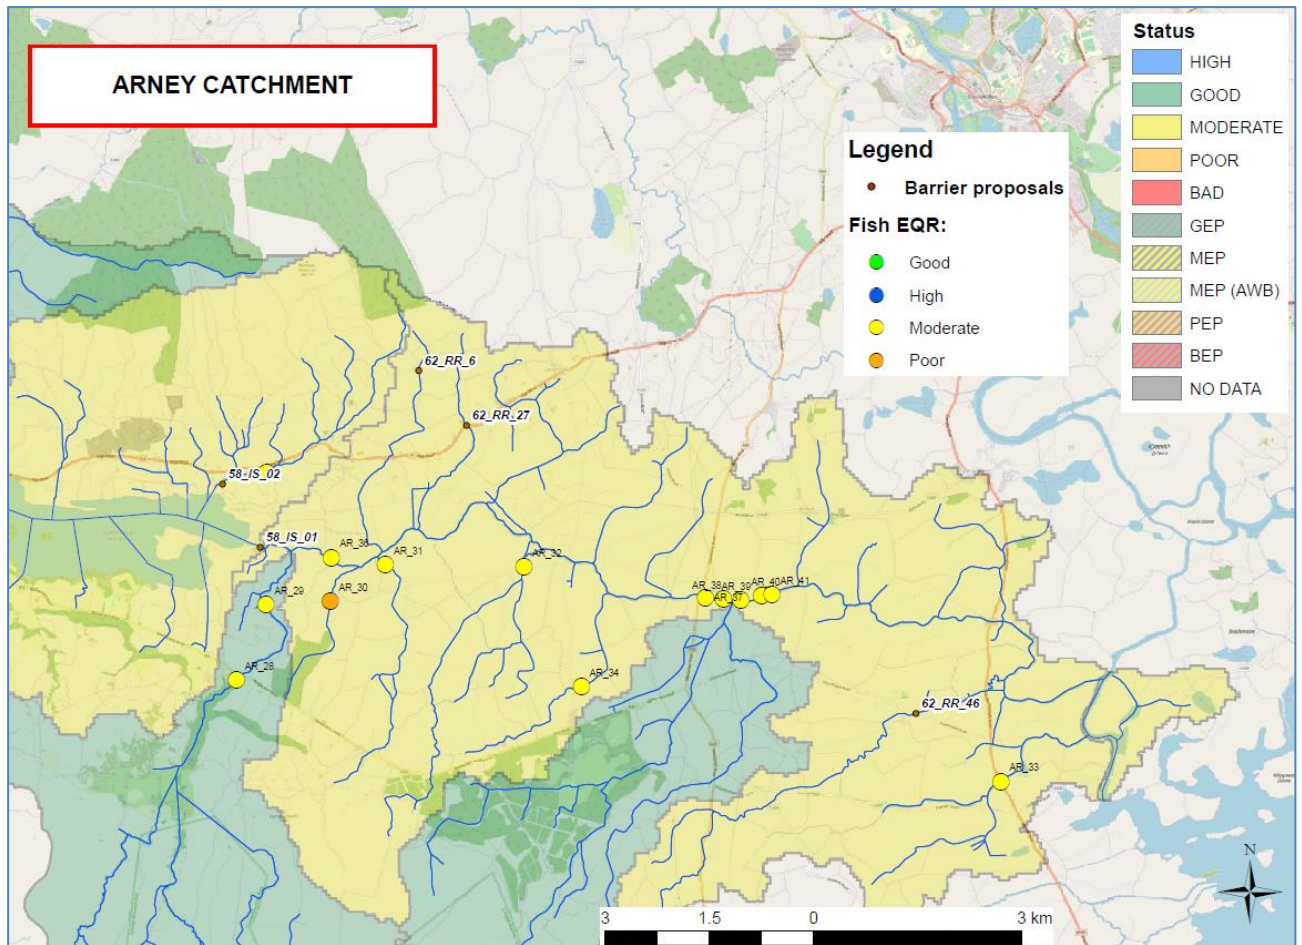 ARNEY CATCHMENT
Status
HIGH
GOOD
MODERATE
POOR
BAD
GEP
MEP
MEP (AWB)
PEP
BEP
NO DATA
Legend
Barrier proposals
Fish EQR:
Good
High
Moderate
Poor
62_RR_6
62_RR_27
58_IS_02
58_IS_01
AR_36
AR_31
AR_32
AR_29
AR_30
AR_38
AR_39
AR_40
AR_41
AR_37
AR_28
AR_34
62_RR_46
AR_33
N
3 1.5 0 3 km